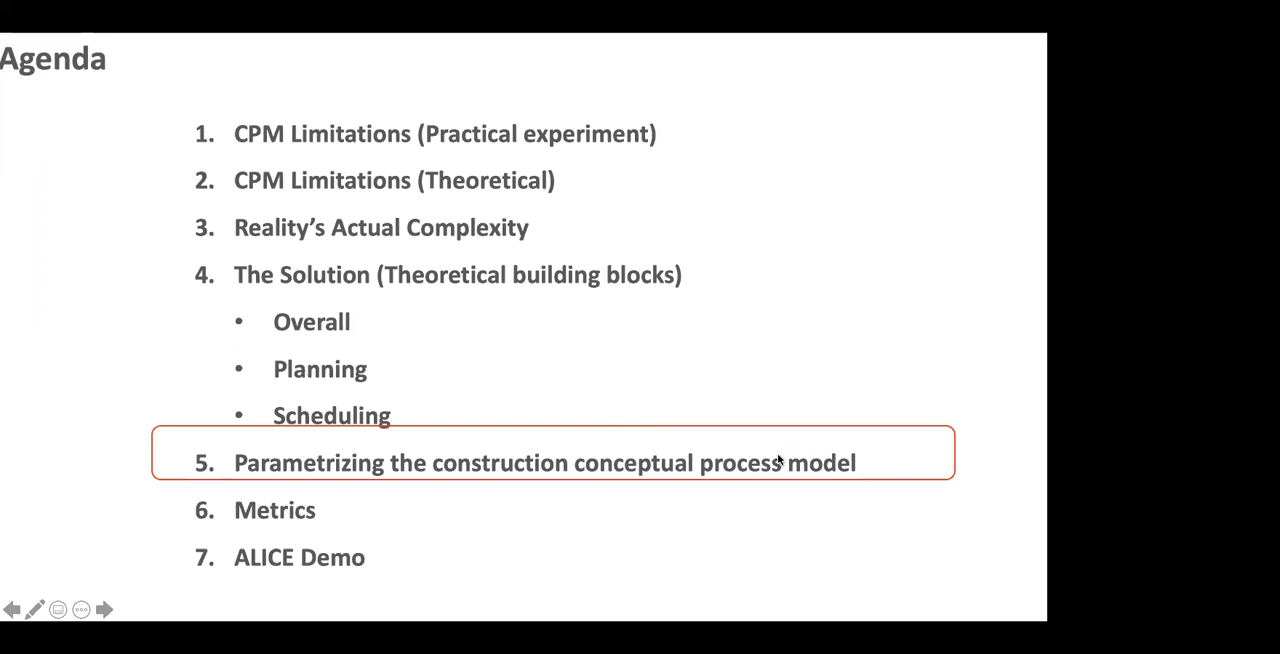 Agenda
1. CPM Limitations (Practical experiment)
2. CPM Limitations (Theoretical)
3. Reality’s Actual Complexity
4. The Solution (Theoretical building blocks)
• Overall
• Planning
• Scheduling
5. Parametrizing the construction conceptual process model
6. Metrics
7. ALICE Demo